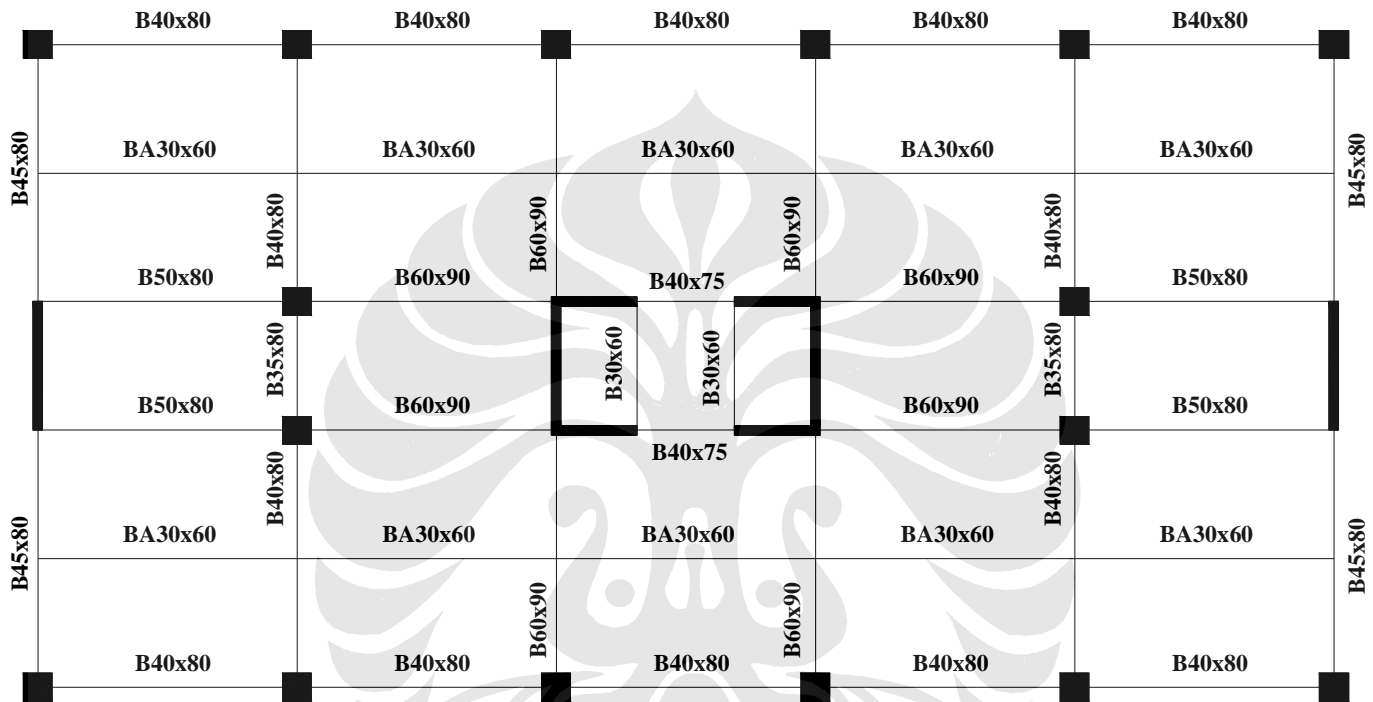 B40x80 B40x80 B40x80 B40x80 B40x80
BA30x60 BA30x60 BA30x60 BA30x60 BA30x60
B45x80 B45x80
B40x80 B60x90 B60x90 B40x80
B50x80 B60x90 B40x75 B60x90 B50x80
B35x80 B30x60 B30x60 B35x80
B50x80 B60x90 B60x90 B50x80
B40x75
B40x80 B40x80
BA30x60 BA30x60 BA30x60 BA30x60 BA30x60
B45x80 B45x80
B60x90 B60x90
B40x80 B40x80 B40x80 B40x80 B40x80